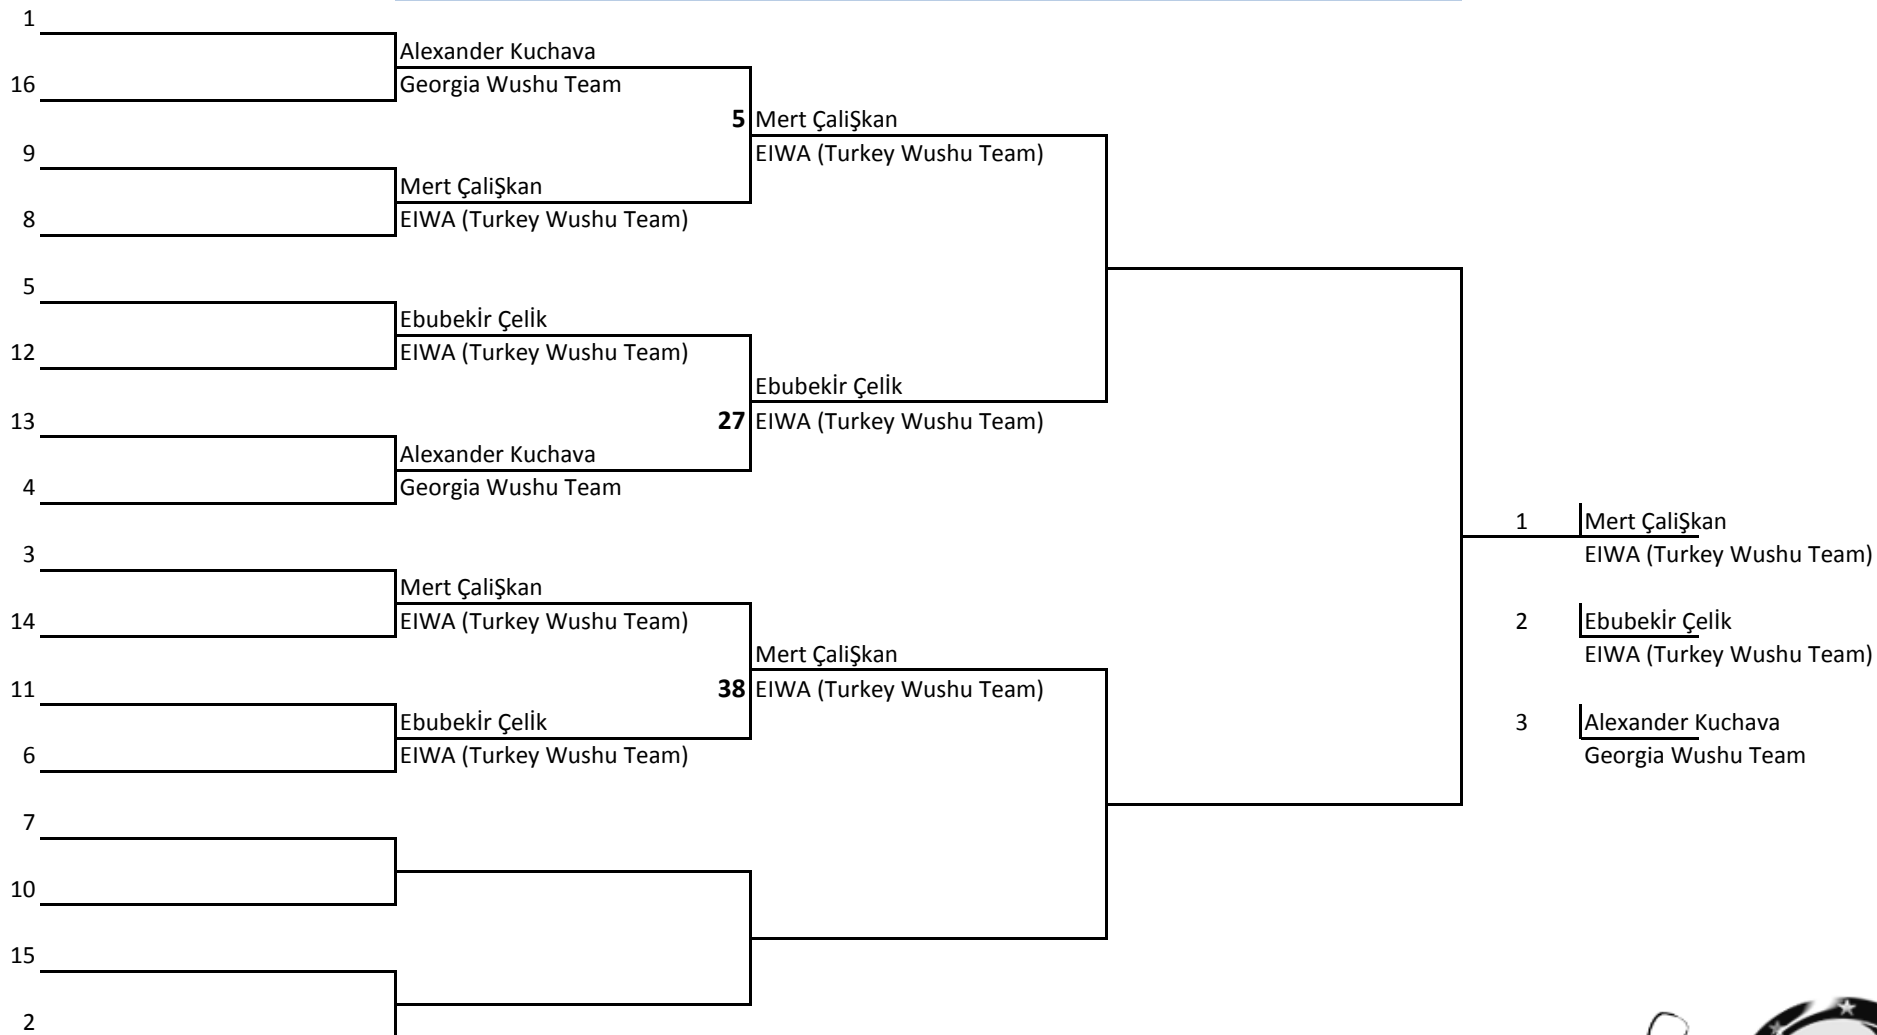 1
Alexander Kuchava
16
Georgia Wushu Team
5 Mert ÇaliŞkan
9
EIWA (Turkey Wushu Team)
Mert ÇaliŞkan
8
EIWA (Turkey Wushu Team)
5
Ebubekİr Çelİk
12
EIWA (Turkey Wushu Team)
Ebubekİr Çelİk
13
27 EIWA (Turkey Wushu Team)
Alexander Kuchava
4
Georgia Wushu Team
1 Mert ÇaliŞkan
EIWA (Turkey Wushu Team)
3
Mert ÇaliŞkan
14
EIWA (Turkey Wushu Team)
2 Ebubekİr Çelİk
EIWA (Turkey Wushu Team)
Mert ÇaliŞkan
11
38 EIWA (Turkey Wushu Team)
Ebubekİr Çelİk
6
EIWA (Turkey Wushu Team)
3 Alexander Kuchava
Georgia Wushu Team
7
10
15
2